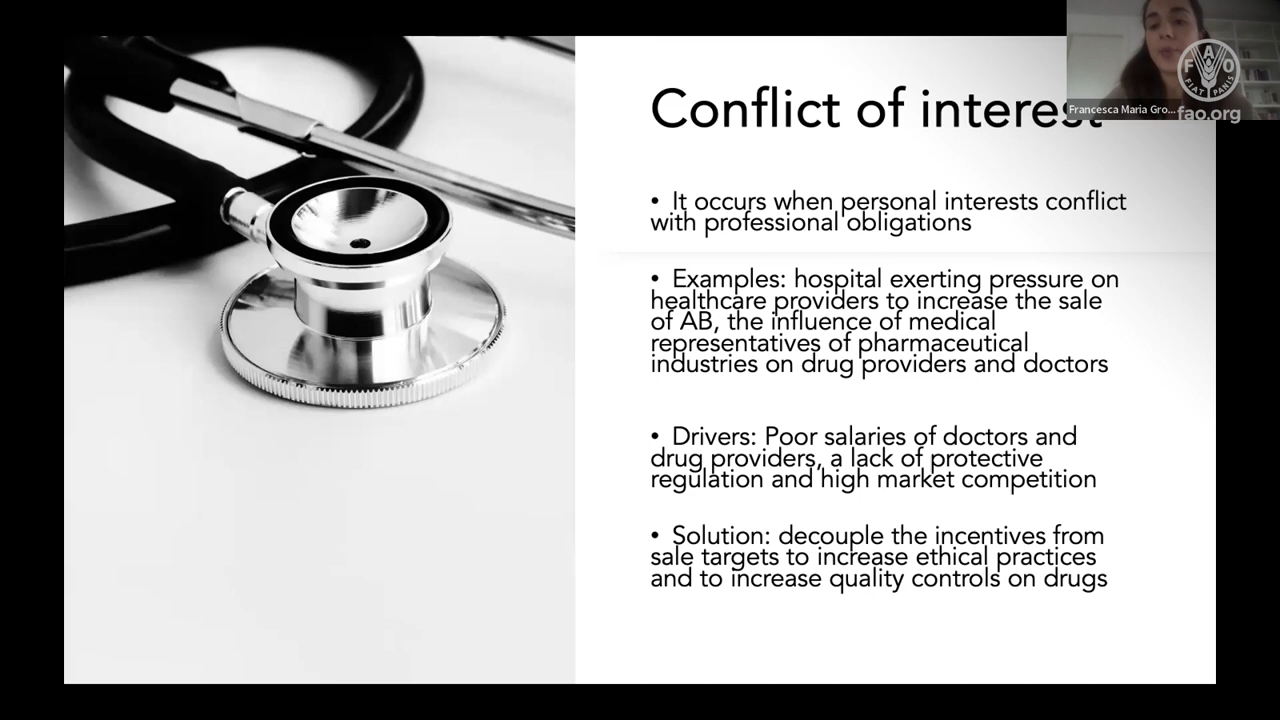 Conflict of interest
Francesca Maria Gro...
FAO
FIAT PANIS
fao.org
• It occurs when personal interests conflict
with professional obligations
• Examples: hospital exerting pressure on
healthcare providers to increase the sale
of AB, the influence of medical
representatives of pharmaceutical
industries on drug providers and doctors
• Drivers: Poor salaries of doctors and
drug providers, a lack of protective
regulation and high market competition
• Solution: decouple the incentives from
sale targets to increase ethical practices
and to increase quality controls on drugs